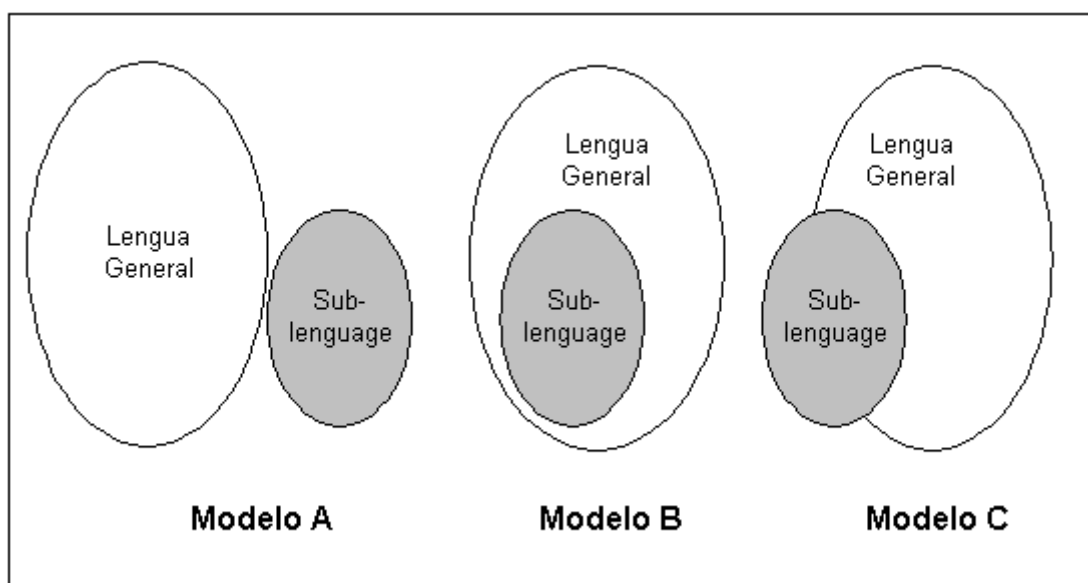 Lengua
General
Sub-
lenguage
Modelo A
Lengua
General
Sub-
lenguage
Modelo B
Lengua
General
Sub-
lenguage
Modelo C